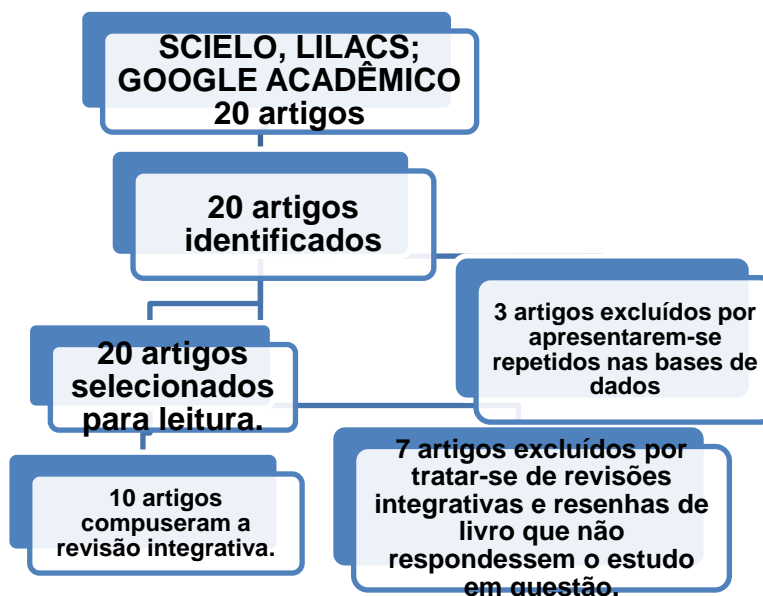 SCIELO, LILACS;
GOOGLE ACADÊMICO
20 artigos
20 artigos
identificados
3 artigos excluídos por
apresentarem-se
repetidos nas bases de
dados
20 artigos
selecionados
para leitura.
7 artigos excluídos por
tratar-se de revisões
integrativas e resenhas de
livro que não
respondessem o estudo
em questão.
10 artigos
compuseram a
revisão integrativa.